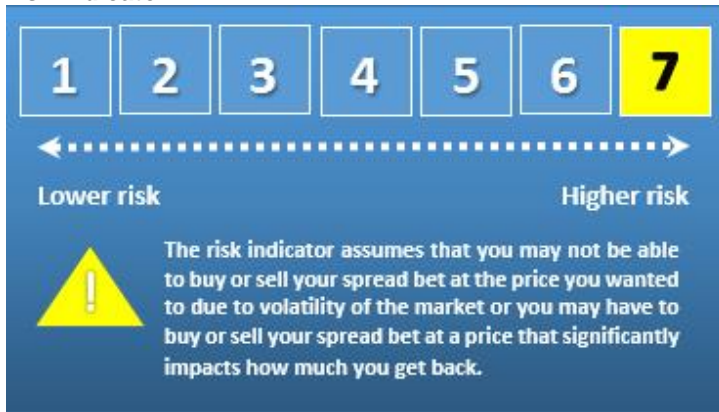 1 2 3 4 5 6 7
Lower risk Higher risk
!
The risk indicator assumes that you may not be able
to buy or sell your spread bet at the price you wanted
to due to volatility of the market or you may have to
buy or sell your spread bet at a price that significantly
impacts how much you get back.